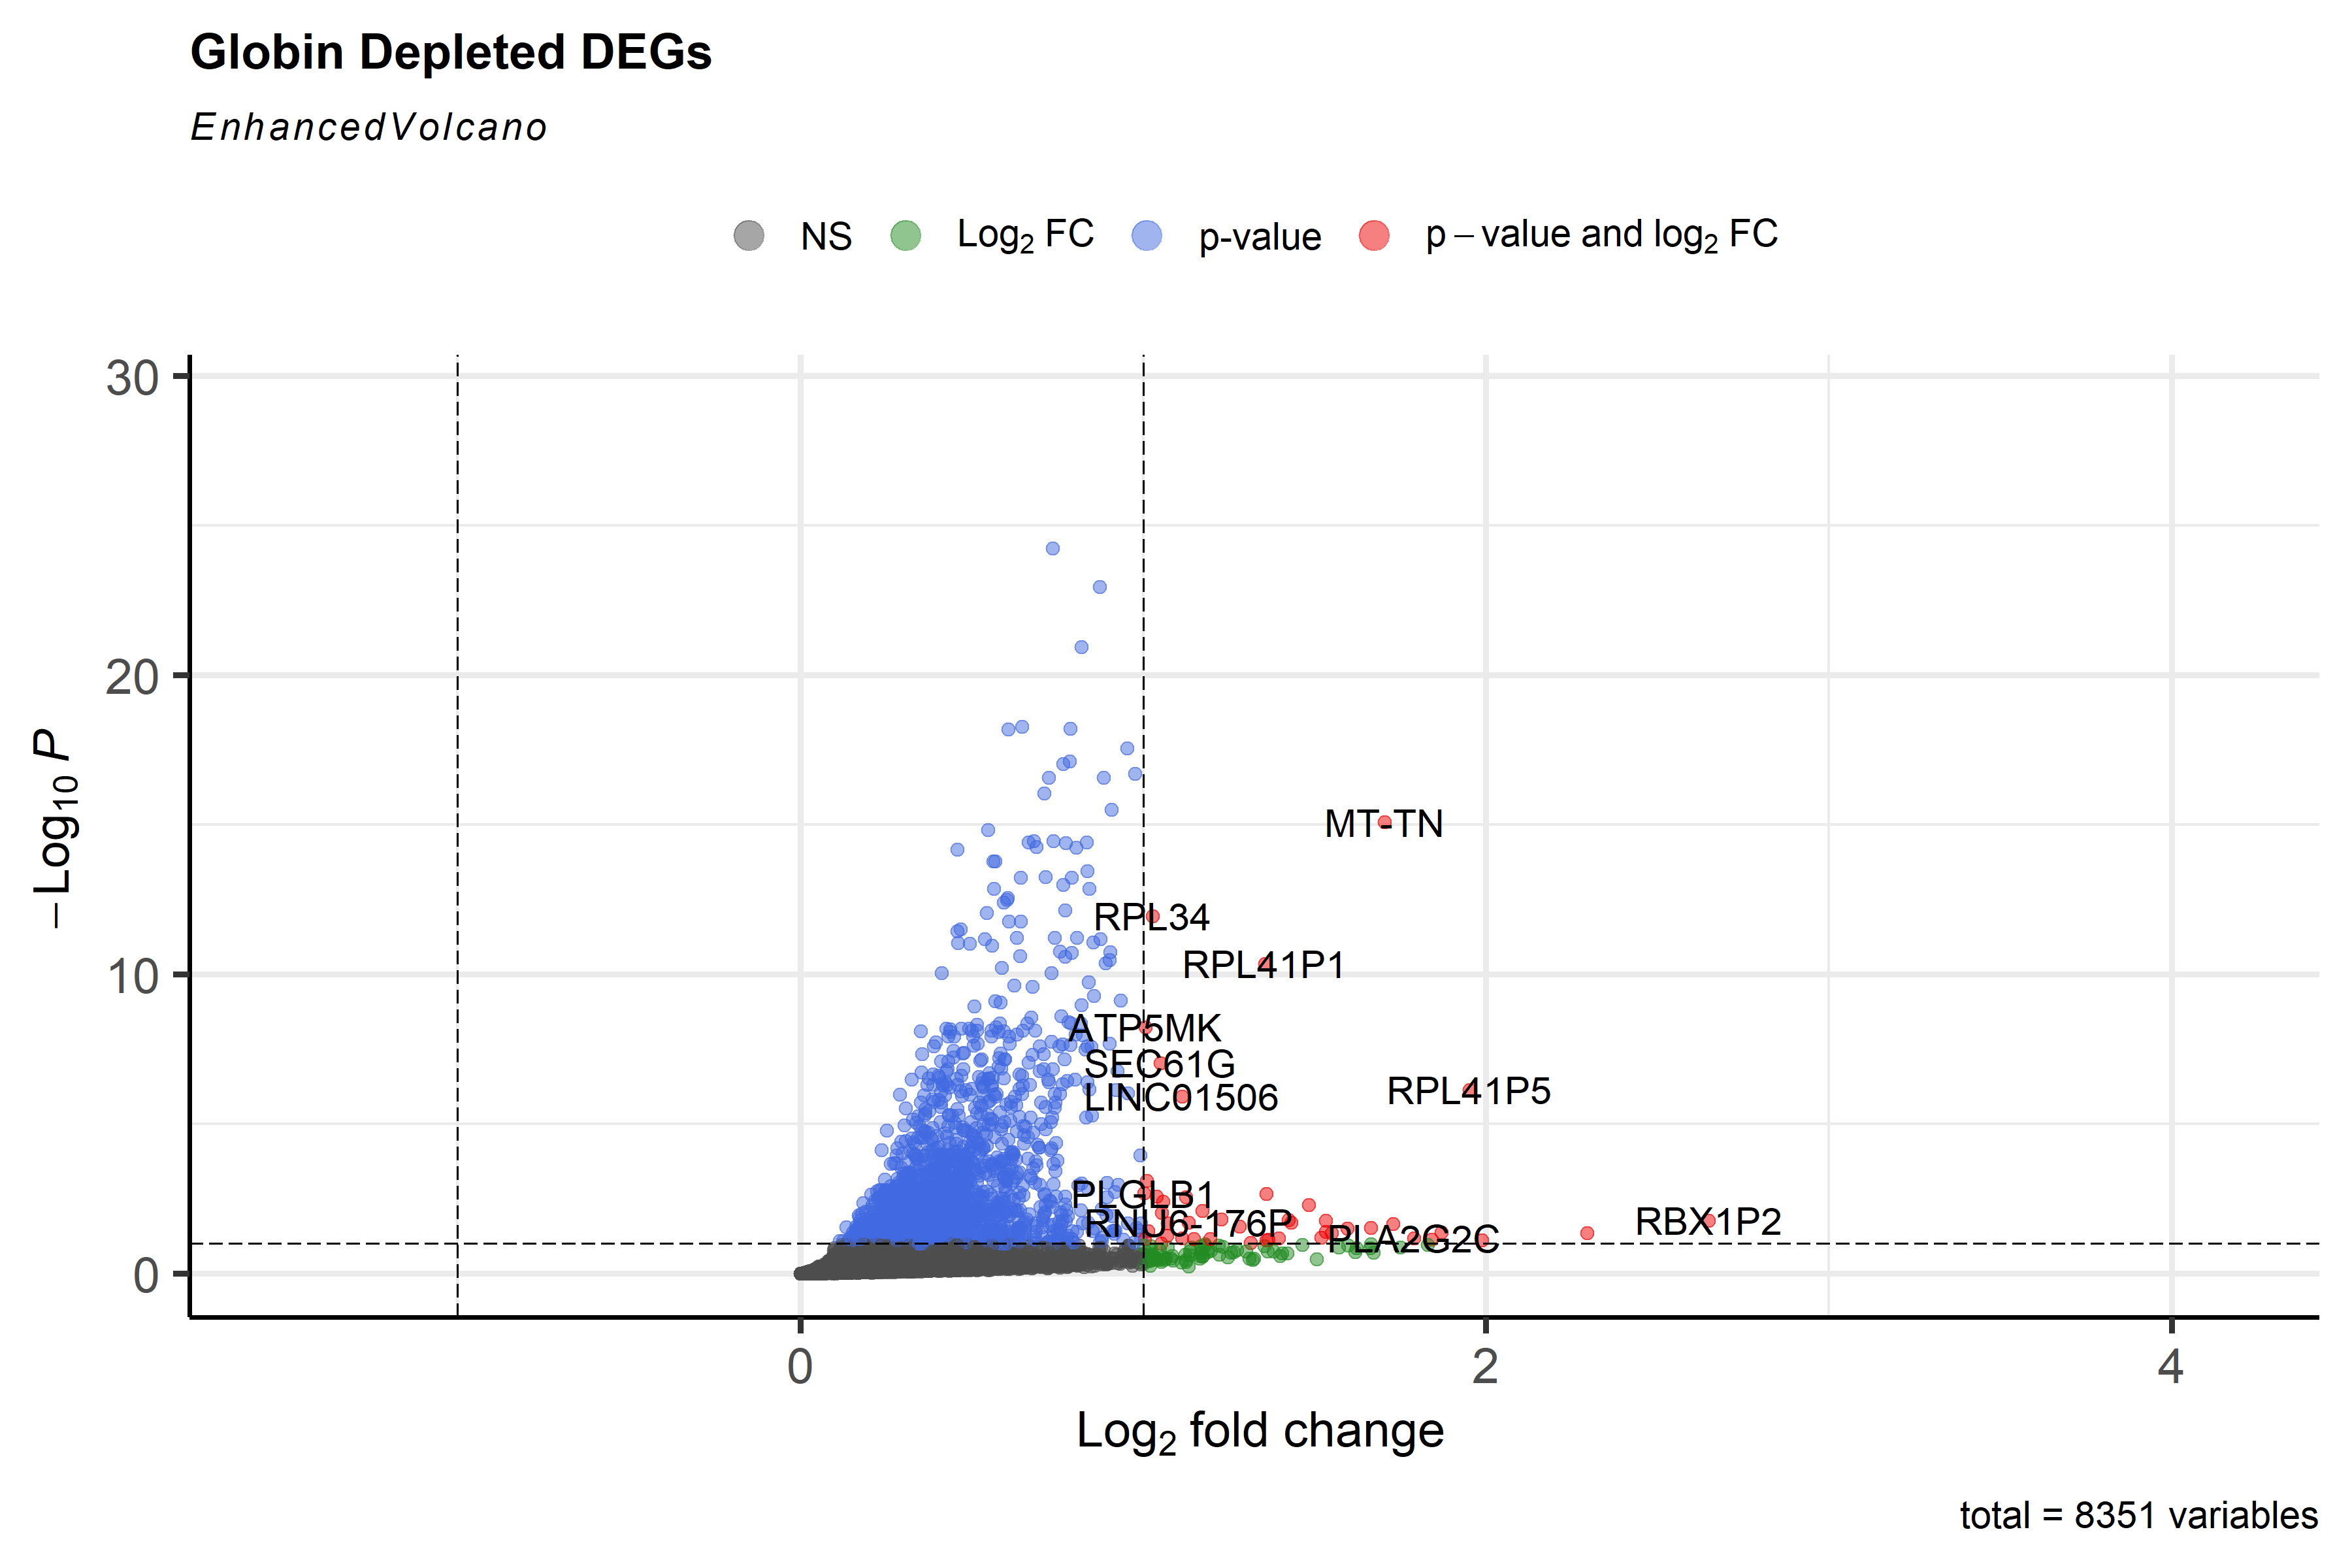 Globin Depleted DEGs
EnhancedVolcano
NS Log₂ FC p-value p − value and log₂ FC
30
20
10
0
−Log₁₀ P
MT-TN
RPL34
RPL41P1
ATP5MK
SEC61G
RPL41P5
LINC01506
PLGLB1
RNU6-176P
RBX1P2
PLA2G2C
0 2 4
Log₂ fold change
total = 8351 variables